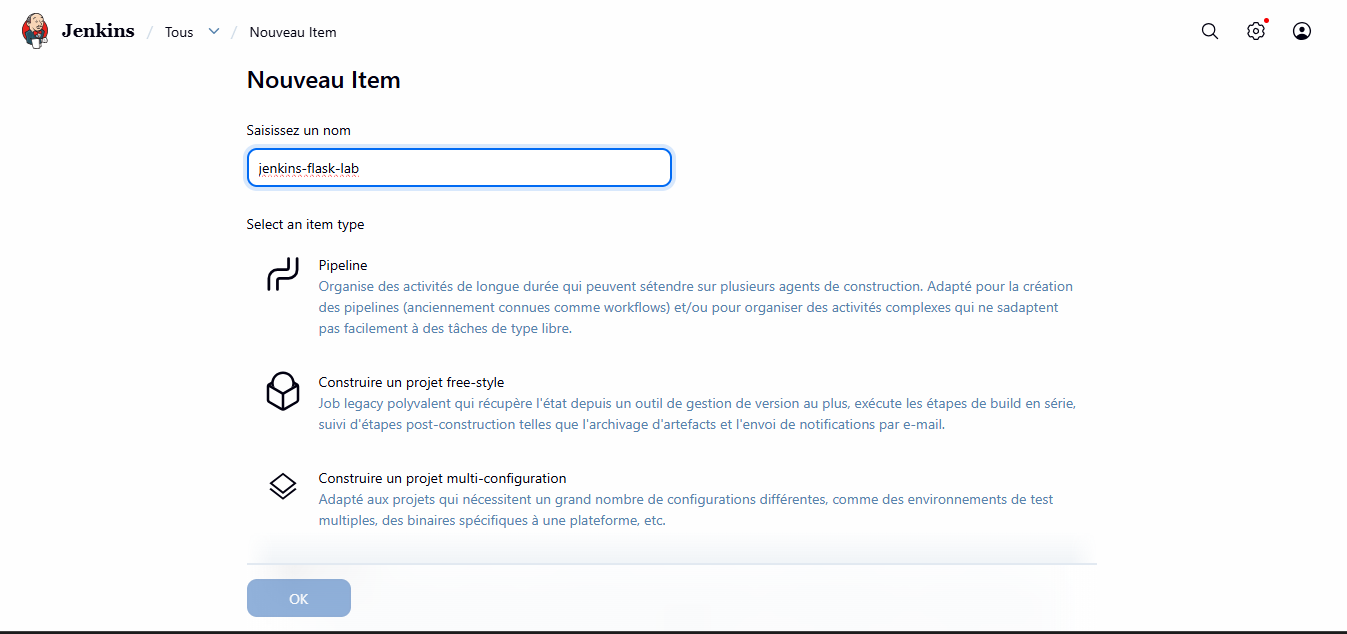 Jenkins / Tous / Nouveau Item
Nouveau Item
Saisissez un nom
jenkins-flask-lab
Select an item type
Pipeline
Organise des activités de longue durée qui peuvent sétendre sur plusieurs agents de construction. Adapté pour la création
des pipelines (anciennement connues comme workflows) et/ou pour organiser des activités complexes qui ne sadaptent
pas facilement à des tâches de type libre.
Construire un projet free-style
Job legacy polyvalent qui récupère l'état depuis un outil de gestion de version au plus, exécute les étapes de build en série,
suivi d'étapes post-construction telles que l'archivage d'artefacts et l'envoi de notifications par e-mail.
Construire un projet multi-configuration
Adapté aux projets qui nécessitent un grand nombre de configurations différentes, comme des environnements de test
multiples, des binaires spécifiques à une plateforme, etc.
OK